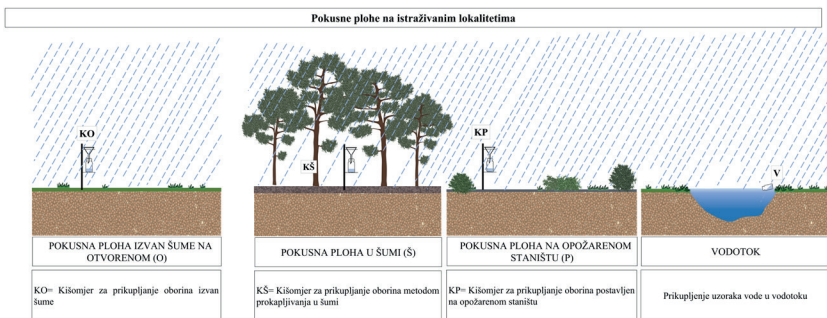 Pokusne plohe na istraživanim lokalitetima
KO
KŠ
KP
V
POKUSNA PLOHA IZVAN ŠUME NA
OTVORENOM (O)
POKUSNA PLOHA U ŠUMI (Š)
POKUSNA PLOHA NA OPOŽARENOM
STANIŠTU (P)
VODOTOK
KO= Kišomjer za prikupljanje oborina izvan
šume
KŠ= Kišomjer za prikupljanje oborina metodom
prokapljivanja u šumi
KP= Kišomjer za prikupljanje oborina postavljen
na opožarenom staništu
Prikupljenje uzoraka vode u vodotoku